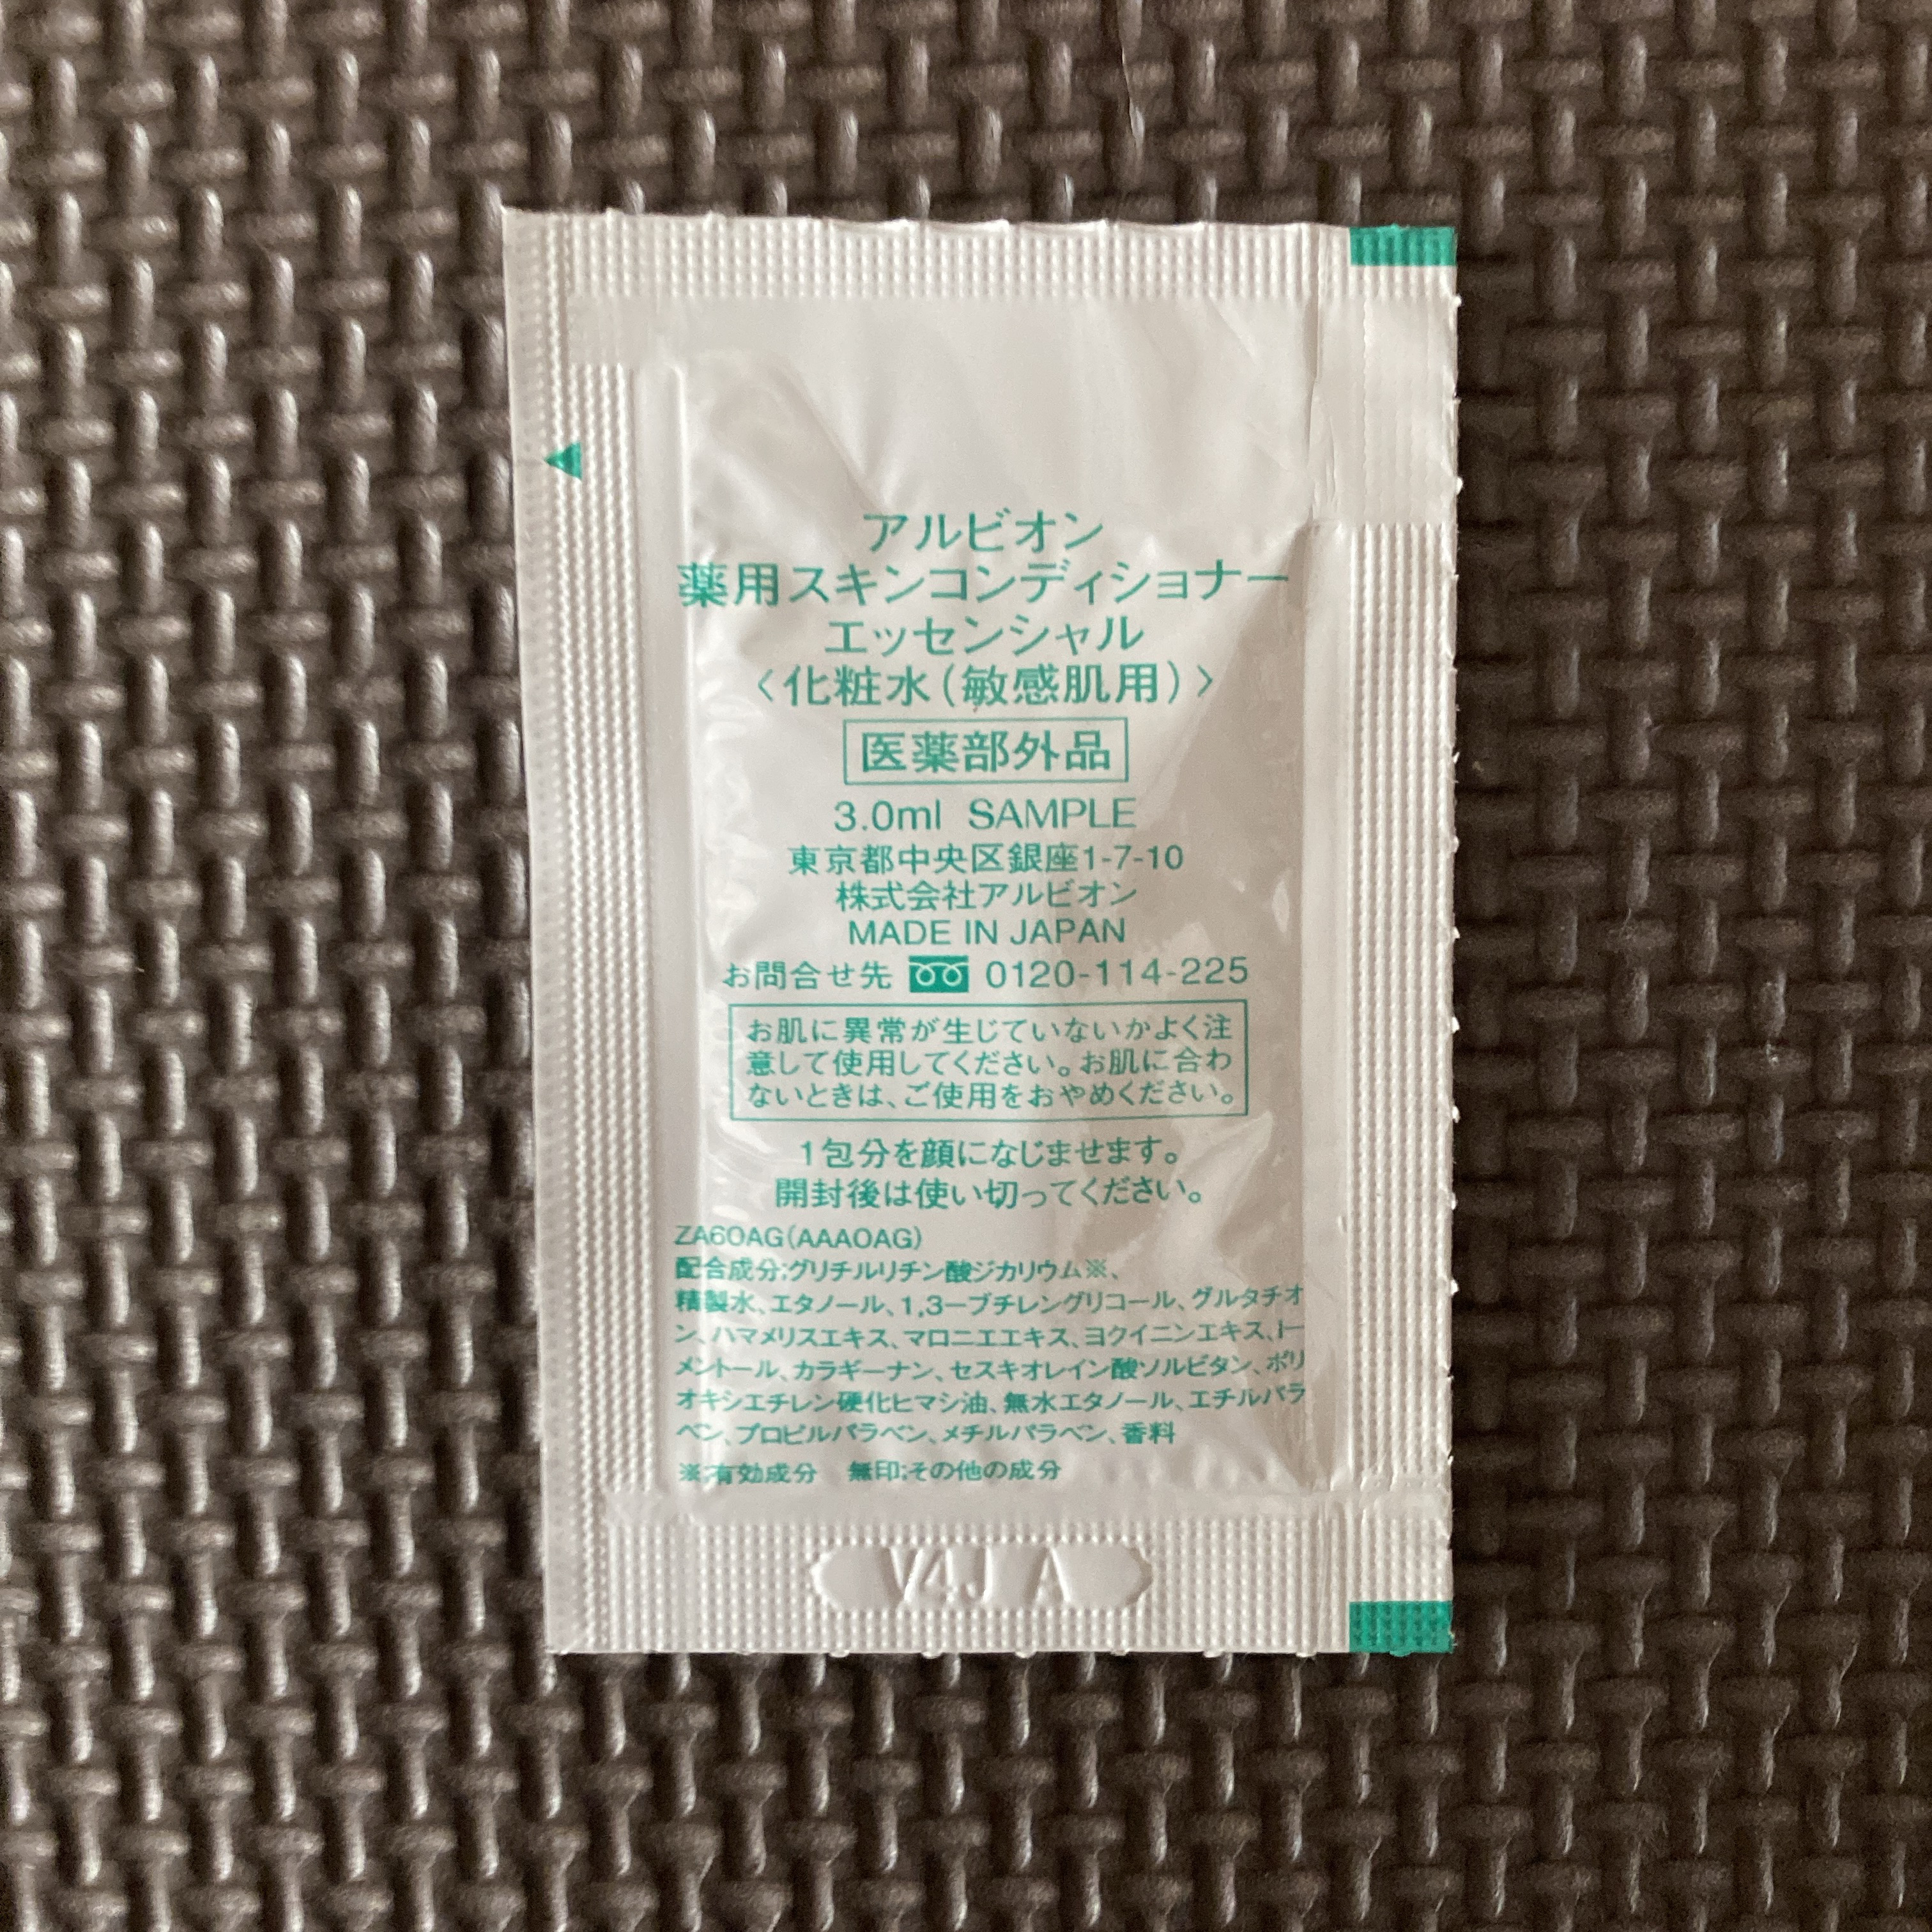 アルビオン
薬用スキンコンディショナー
エッセンシャル
〈化粧水(敏感肌用)〉
医薬部外品
3.0ml SAMPLE
東京都中央区銀座1-7-10
株式会社アルビオン
MADE IN JAPAN
お問合せ先 0120-114-225
お肌に異常が生じていないかよく注
意して使用してください。お肌に合わ
ないときは、ご使用をおやめください。
1包分を顔になじませます。
開封後は使い切ってください。
ZA60AG(AAA0AG)
配合成分:グリチルリチン酸ジカリウム※、
精製水、エタノール、1,3ーブチレングリコール、グルタチオ
ン、ハマメリスエキス、マロニエエキス、ヨクイニンエキス、lー
メントール、カラギーナン、セスキオレイン酸ソルビタン、ポリ
オキシエチレン硬化ヒマシ油、無水エタノール、エチルパラ
ベン、プロピルパラベン、メチルパラベン、香料
※:有効成分 無印:その他の成分
V4J A